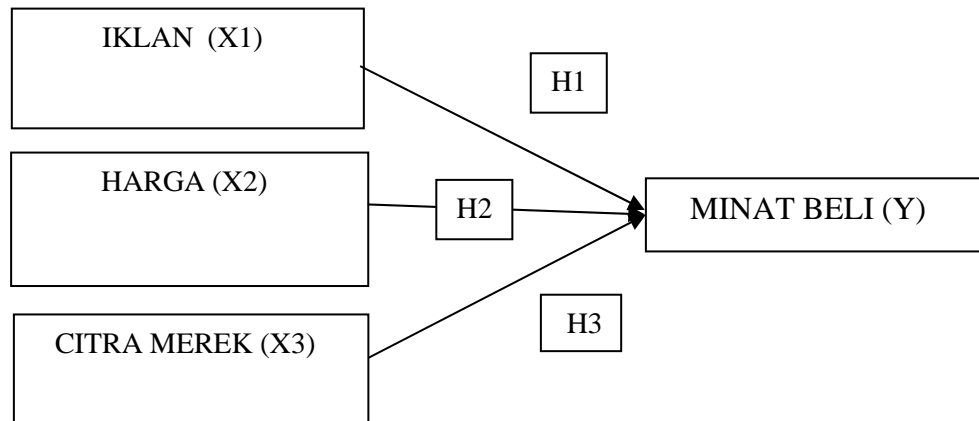 IKLAN (X1)
H1
HARGA (X2)
H2
MINAT BELI (Y)
H3
CITRA MEREK (X3)